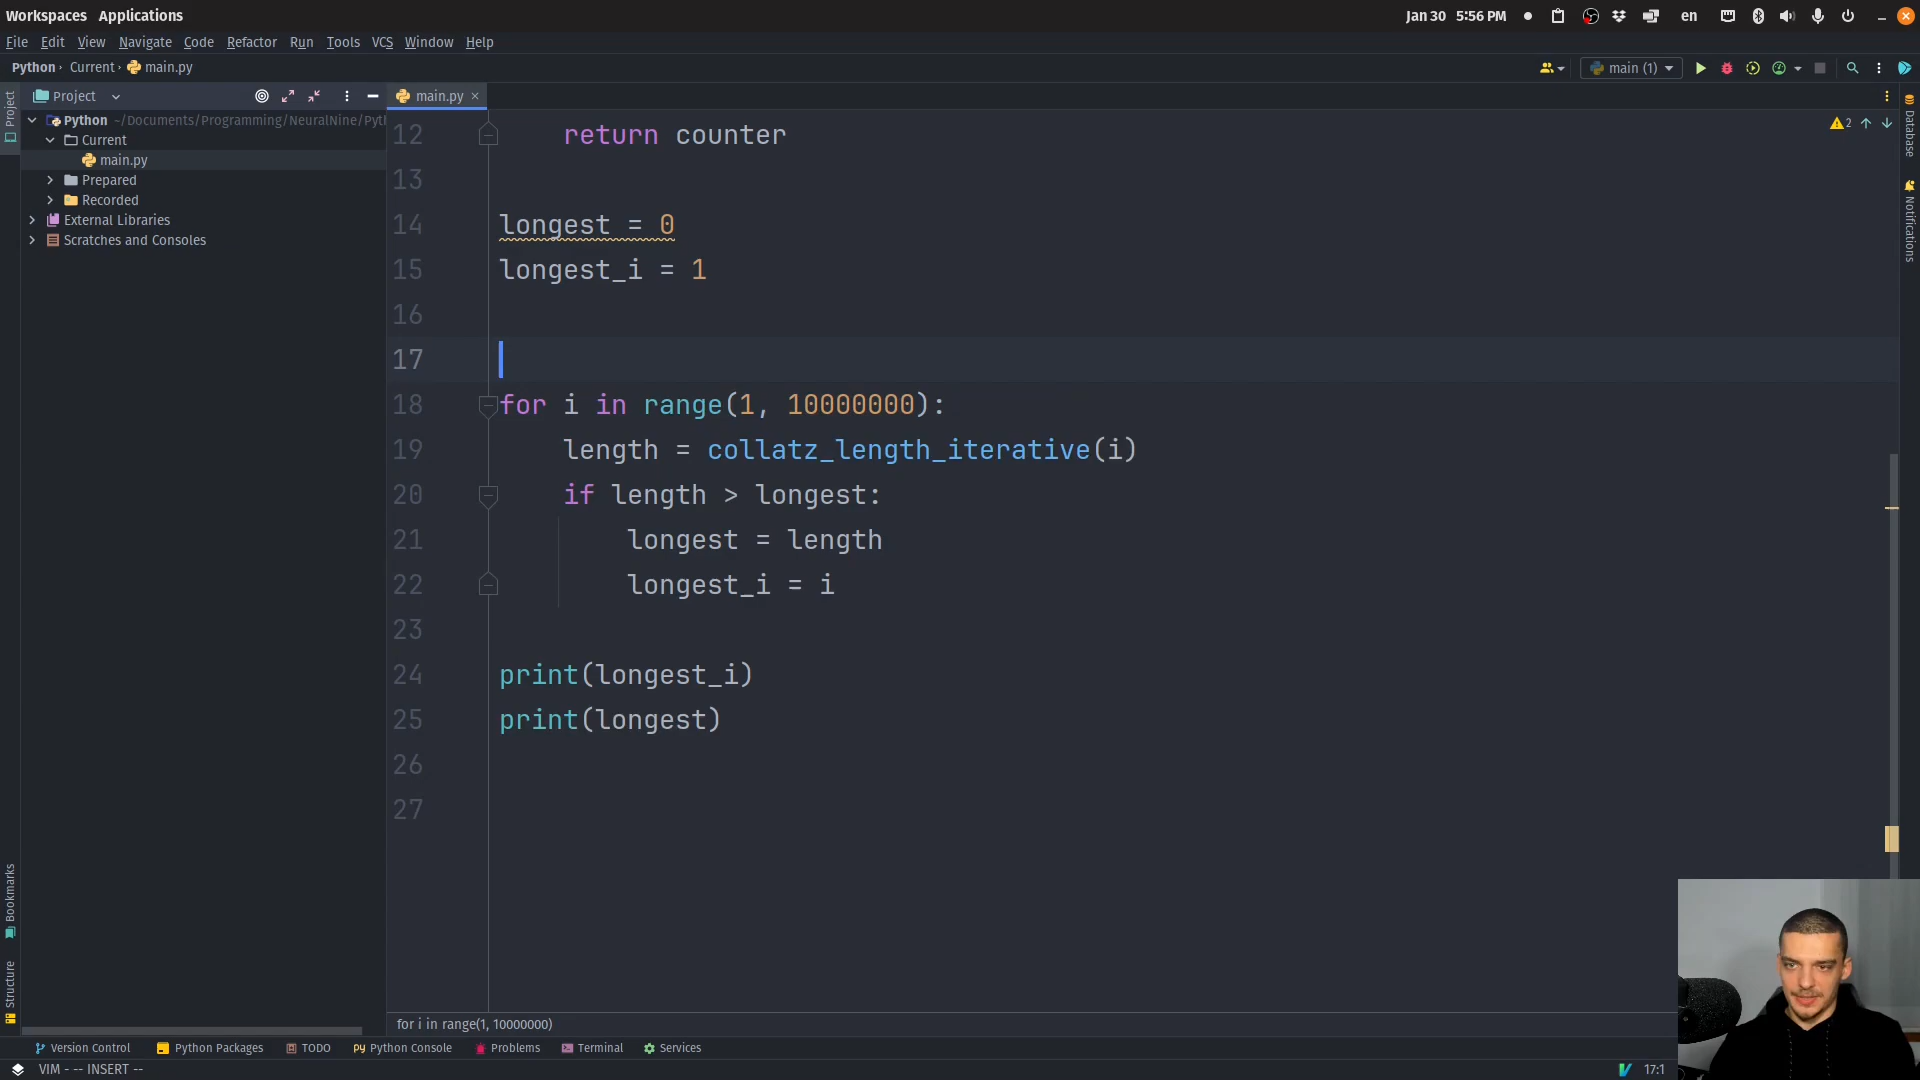 Workspaces Applications
Jan 30 5:56 PM
en
File Edit View Navigate Code Refactor Run Tools VCS Window Help
Python › Current › main.py
main (1)
Project
Project
main.py
Python ~/Documents/Programming/NeuralNine/Pyt
Current
main.py
Prepared
Recorded
External Libraries
Scratches and Consoles
2
Database
Notifications
12 return counter
13
14 longest = 0
15 longest_i = 1
16
17
18 for i in range(1, 10000000):
19 length = collatz_length_iterative(i)
20 if length > longest:
21 longest = length
22 longest_i = i
23
24 print(longest_i)
25 print(longest)
26
27
Bookmarks
Structure
for i in range(1, 10000000)
Version Control Python Packages TODO Python Console Problems Terminal Services
VIM - -- INSERT --
17:1